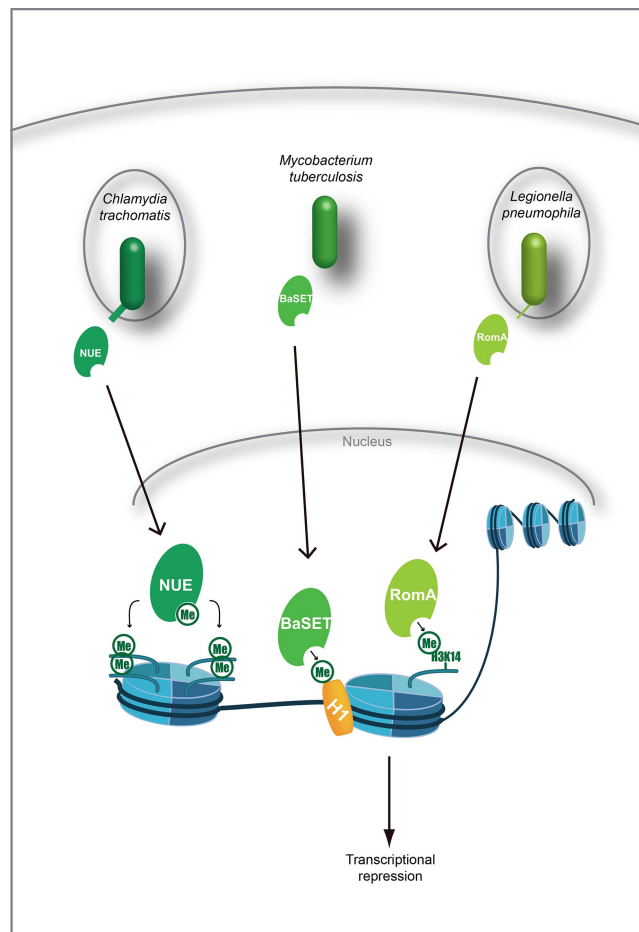 Chlamydia
trachomatis
Mycobacterium
tuberculosis
Legionella
pneumophila
NUE
BaSET
RomA
Nucleus
NUE
Me
BaSET
RomA
Me
Me
Me
Me
Me
Me
H3K14
H1
Transcriptional
repression